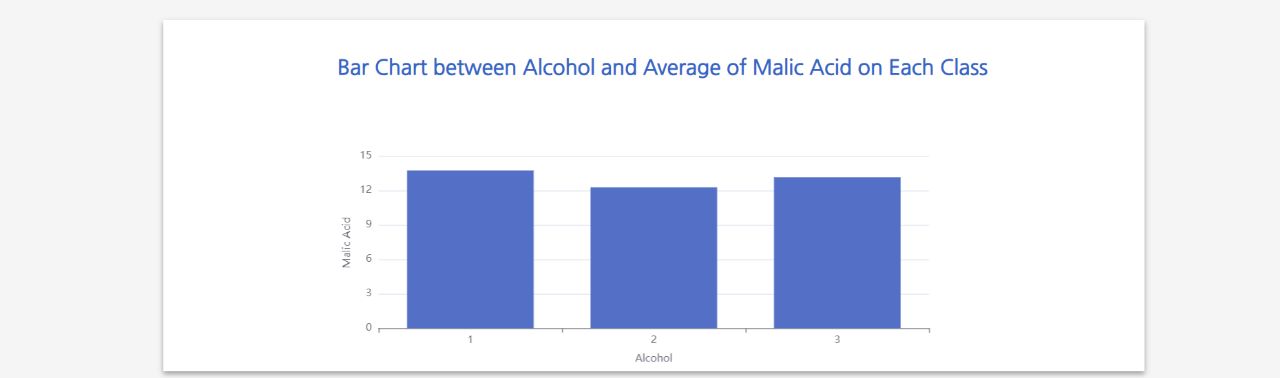 Bar Chart between Alcohol and Average of Malic Acid on Each Class
15
12
9
6
3
0
Malic Acid
1 2 3
Alcohol